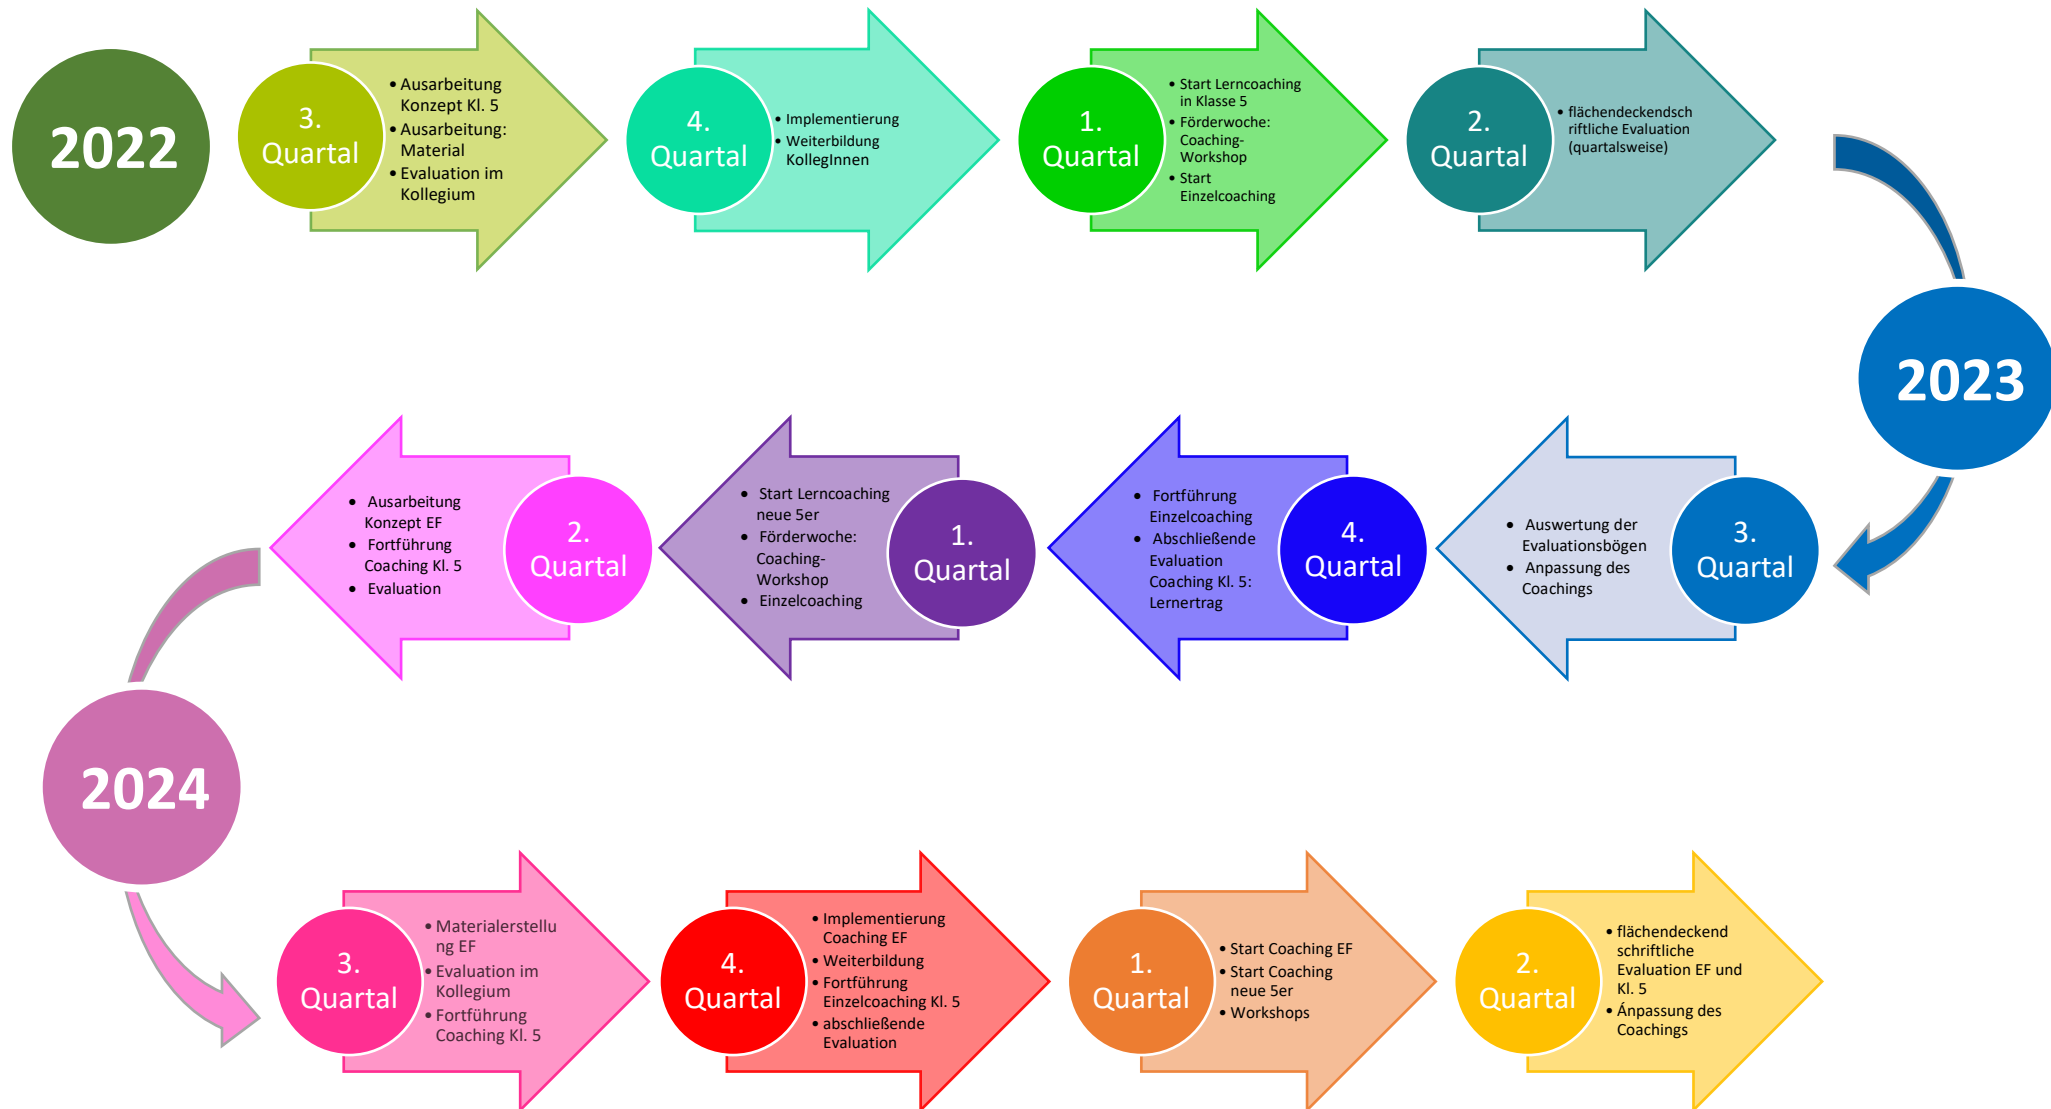 2022
3.
Quartal
• Ausarbeitung
Konzept Kl. 5
• Ausarbeitung:
Material
• Evaluation im
Kollegium
4.
Quartal
• Implementierung
• Weiterbildung
KollegInnen
1.
Quartal
• Start Lerncoaching
in Klasse 5
• Förderwoche:
Coaching-
Workshop
• Start
Einzelcoaching
2.
Quartal
• flächendeckendsch
riftliche Evaluation
(quartalsweise)
2023
3.
Quartal
• Auswertung der
Evaluationsbögen
• Anpassung des
Coachings
4.
Quartal
• Fortführung
Einzelcoaching
• Abschließende
Evaluation
Coaching Kl. 5:
Lernertrag
1.
Quartal
• Start Lerncoaching
neue 5er
• Förderwoche:
Coaching-
Workshop
• Einzelcoaching
2.
Quartal
• Ausarbeitung
Konzept EF
• Fortführung
Coaching Kl. 5
• Evaluation
2024
3.
Quartal
• Materialerstellu
ng EF
• Evaluation im
Kollegium
• Fortführung
Coaching Kl. 5
4.
Quartal
• Implementierung
Coaching EF
• Weiterbildung
• Fortführung
Einzelcoaching Kl. 5
• abschließende
Evaluation
1.
Quartal
• Start Coaching EF
• Start Coaching
neue 5er
• Workshops
2.
Quartal
• flächendeckend
schriftliche
Evaluation EF und
Kl. 5
• Ánpassung des
Coachings